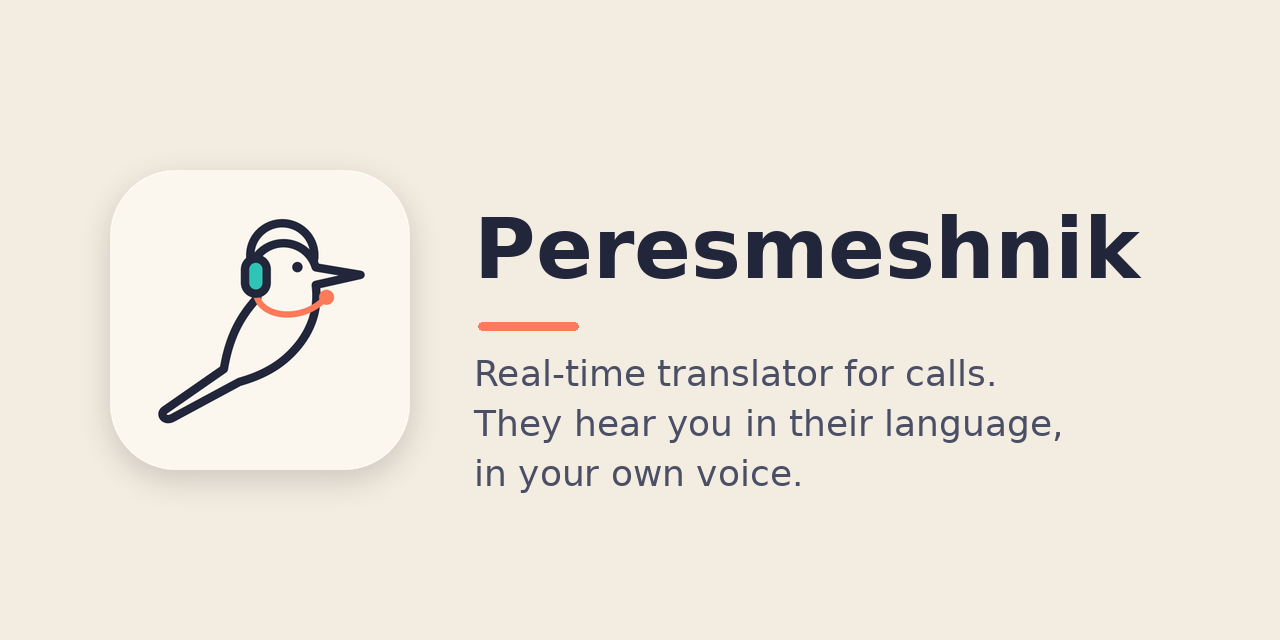 Peresmeshnik
Real-time translator for calls.
They hear you in their language,
in your own voice.